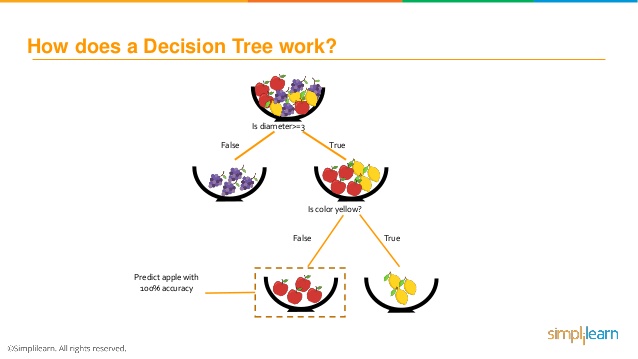 How does a Decision Tree work?
Is diameter>=3
False
True
Is color yellow?
False
True
Predict apple with
100% accuracy
©Simplilearn. All rights reserved.
simplilearn